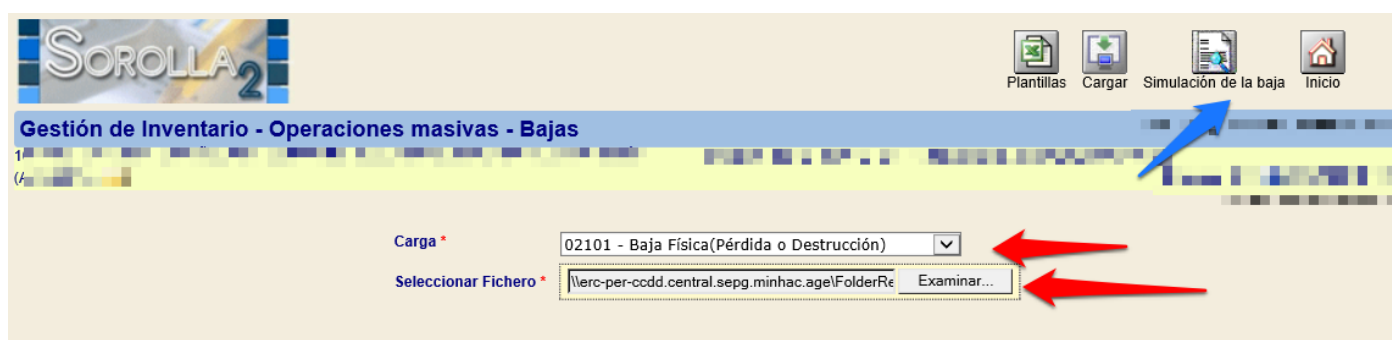 SOROLLA2
Plantillas Cargar Simulación de la baja Inicio
Gestión de Inventario - Operaciones masivas - Bajas
Carga * 02101 - Baja Física(Pérdida o Destrucción)
Seleccionar Fichero * \\erc-per-ccdd.central.sepg.minhac.age\FolderRe Examinar...